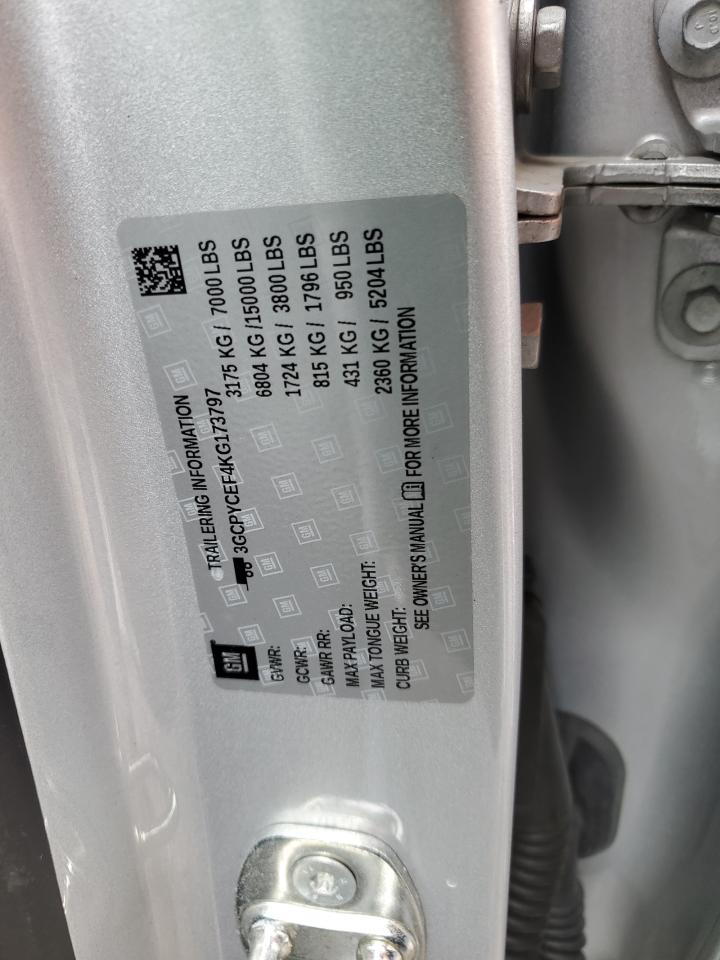 GM
TRAILERING INFORMATION
3GCPYCEF4KG173797
GVWR: 3175 KG / 7000 LBS
GCWR: 6804 KG /15000 LBS
GAWR RR: 1724 KG / 3800 LBS
MAX PAYLOAD: 815 KG / 1796 LBS
MAX TONGUE WEIGHT: 431 KG / 950 LBS
CURB WEIGHT: 2360 KG / 5204 LBS
SEE OWNER'S MANUAL FOR MORE INFORMATION